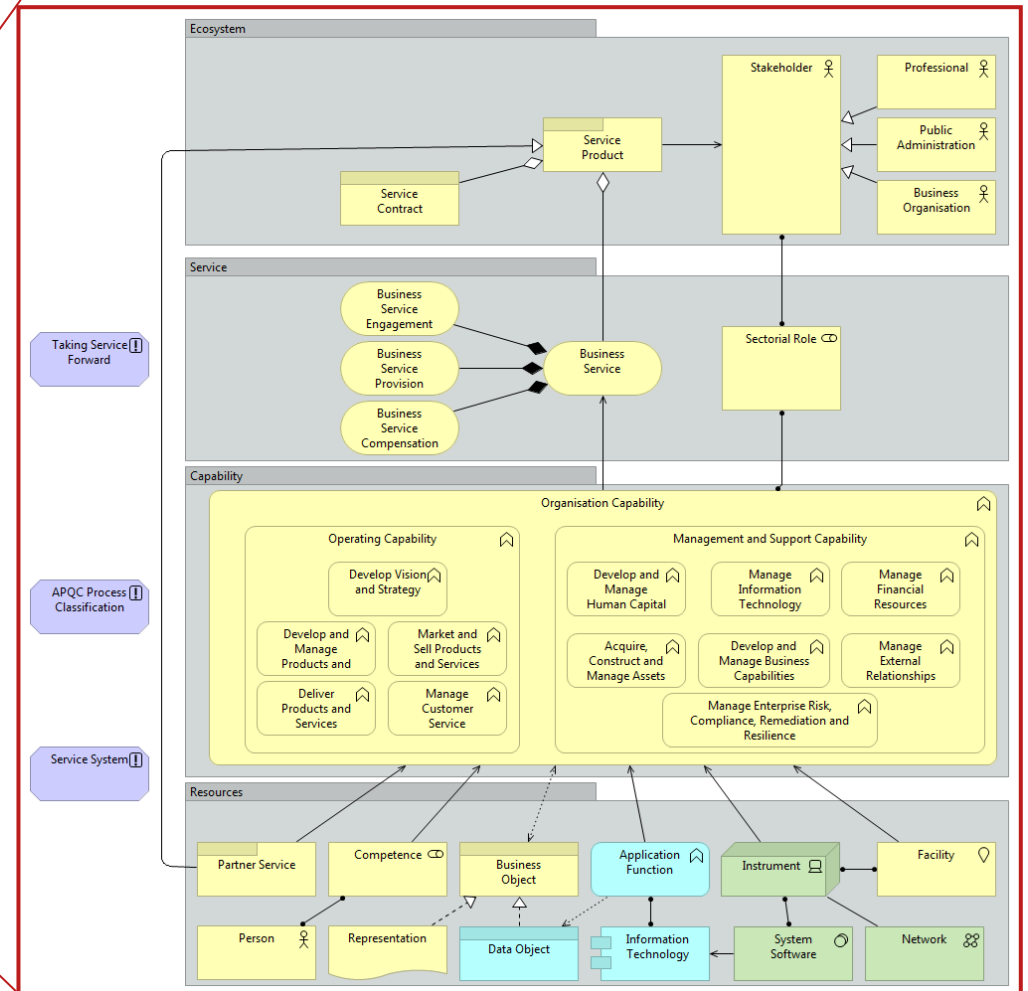 Ecosystem
Stakeholder
Professional
Public
Administration
Business
Organisation
Service
Product
Service
Contract
Service
Business
Service
Engagement
Business
Service
Provision
Business
Service
Compensation
Business
Service
Sectorial Role
Taking Service
Forward
Capability
Organisation Capability
Operating Capability
Develop Vision
and Strategy
Develop and
Manage
Products and
Market and
Sell Products
and Services
Deliver
Products and
Services
Manage
Customer
Service
Management and Support Capability
Develop and
Manage
Human Capital
Manage
Information
Technology
Manage
Financial
Resources
Acquire,
Construct and
Manage Assets
Develop and
Manage Business
Capabilities
Manage
External
Relationships
Manage Enterprise Risk,
Compliance, Remediation and
Resilience
APQC Process
Classification
Service System
Resources
Partner Service
Competence
Business
Object
Application
Function
Instrument
Facility
Person
Representation
Data Object
Information
Technology
System
Software
Network